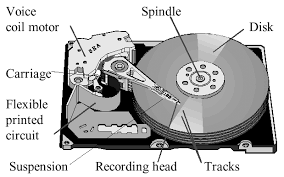 Voice
coil motor
Spindle
Disk
Carriage
Flexible
printed
circuit
Suspension
Recording head
Tracks